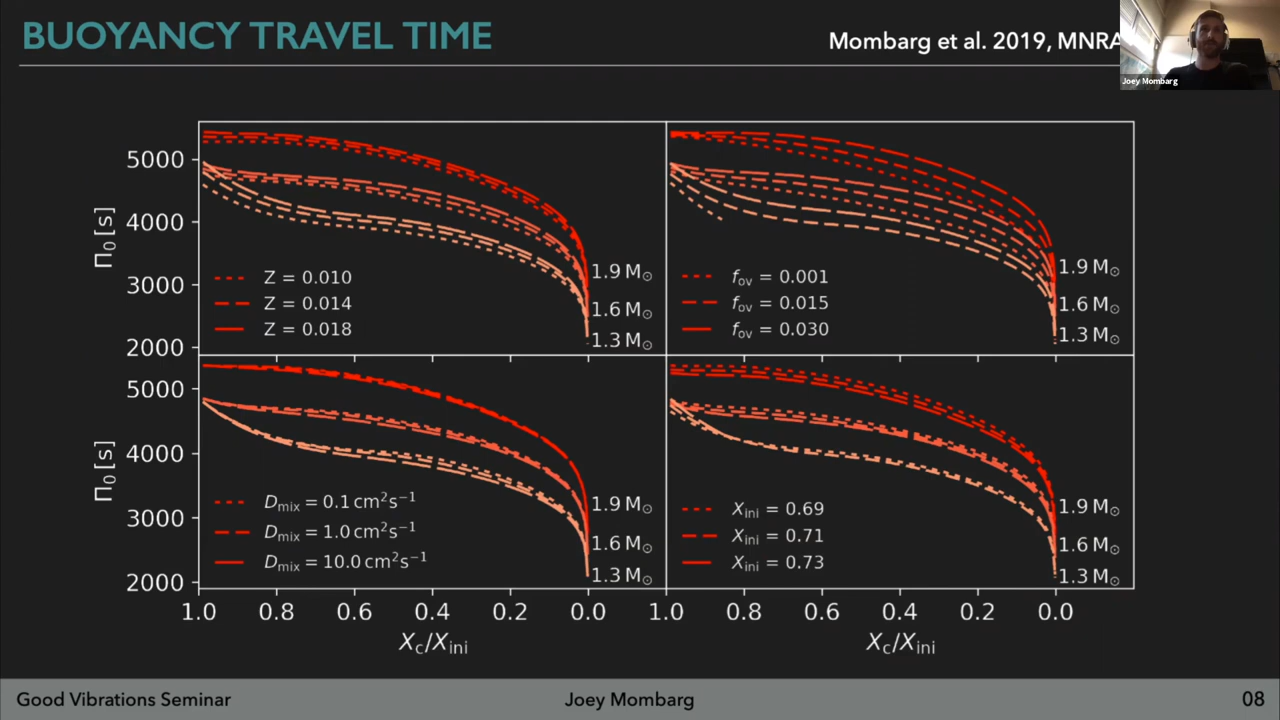 BUOYANCY TRAVEL TIME
Mombarg et al. 2019, MNRA
Joey Mombarg
5000
4000
3000
2000
Π₀ [s]
Z = 0.010
Z = 0.014
Z = 0.018
1.9 M⊙
1.6 M⊙
1.3 M⊙
fov = 0.001
fov = 0.015
fov = 0.030
1.9 M⊙
1.6 M⊙
1.3 M⊙
5000
4000
3000
2000
Π₀ [s]
Dmix = 0.1 cm²s⁻¹
Dmix = 1.0 cm²s⁻¹
Dmix = 10.0 cm²s⁻¹
1.9 M⊙
1.6 M⊙
1.3 M⊙
Xini = 0.69
Xini = 0.71
Xini = 0.73
1.9 M⊙
1.6 M⊙
1.3 M⊙
1.0 0.8 0.6 0.4 0.2 0.0 1.0 0.8 0.6 0.4 0.2 0.0
Xc/Xini Xc/Xini
Good Vibrations Seminar Joey Mombarg 08